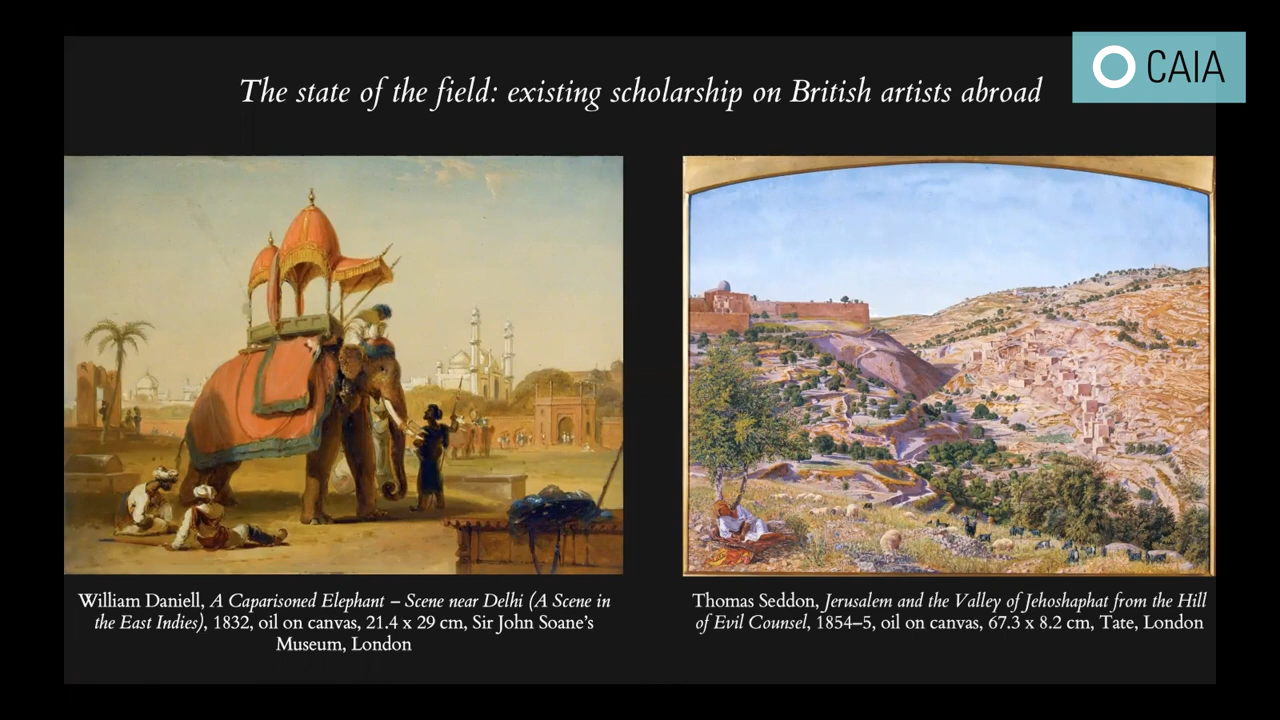 The state of the field: existing scholarship on British artists abroad
CAIA
William Daniell, A Caparisoned Elephant – Scene near Delhi (A Scene in
the East Indies), 1832, oil on canvas, 21.4 x 29 cm, Sir John Soane’s
Museum, London
Thomas Seddon, Jerusalem and the Valley of Jehoshaphat from the Hill
of Evil Counsel, 1854–5, oil on canvas, 67.3 x 8.2 cm, Tate, London